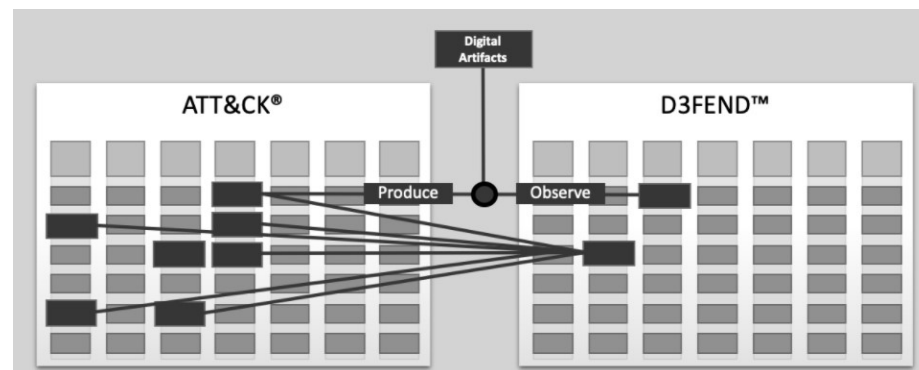 Digital
Artifacts
ATT&CK®
D3FEND™
Produce
Observe